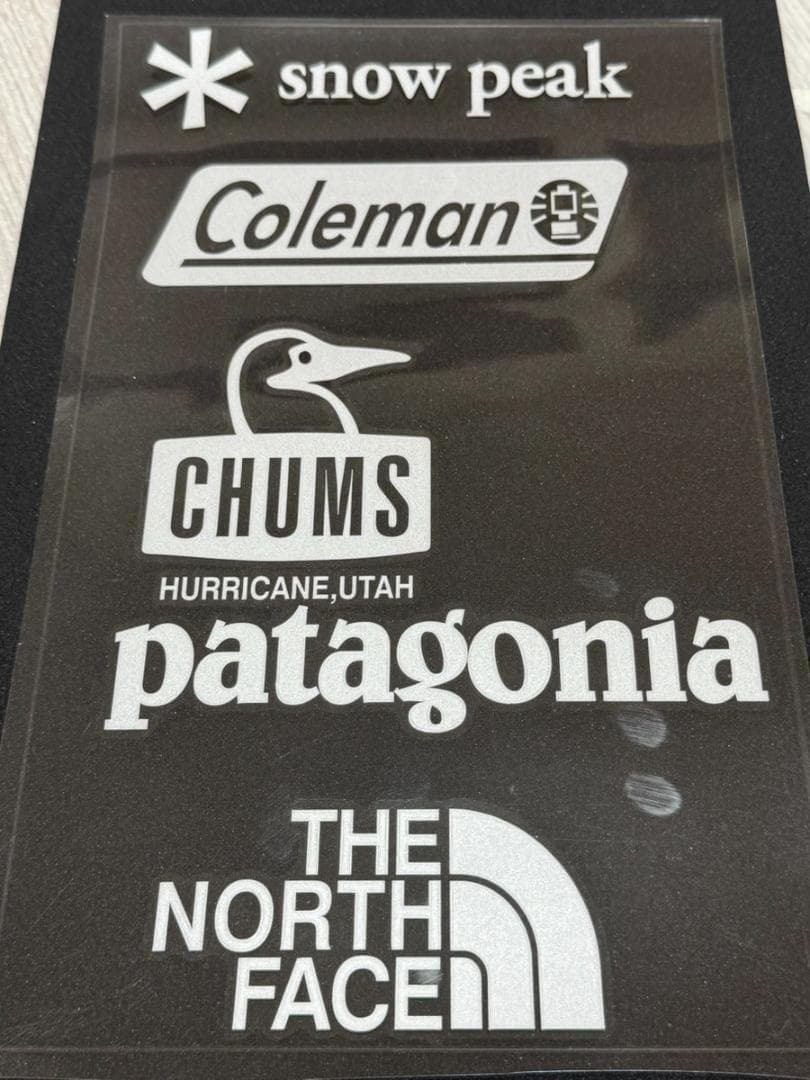 snow peak
Coleman
CHUMS
HURRICANE,UTAH
patagonia
THE
NORTH
FACE